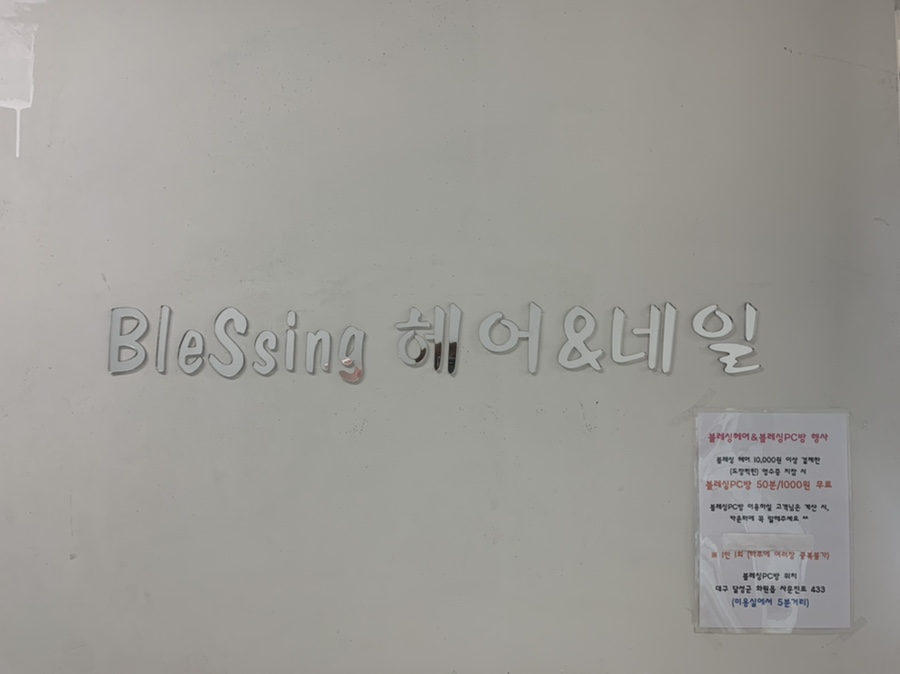 BleSsing 헤어&네일
블레싱헤어&블레싱PC방 행사
블레싱 헤어 10,000원 이상 결제한
(도장찍힌) 영수증 지참 시
블레싱PC방 50분/1000원 무료
블레싱PC방 이용하실 고객님은 계산 시,
카운터에 꼭 말해주세요 ^^
※ 1인 1회 (하루에 여러장 중복불가)
블레싱PC방 위치
대구 달성군 화원읍 사문진로 433
(미용실에서 5분거리)